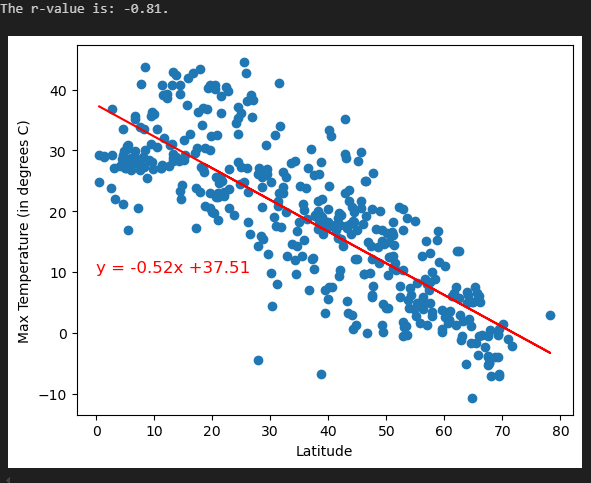 The r-value is: -0.81.
40
30
20
10
0
−10
Max Temperature (in degrees C)
y = -0.52x +37.51
0 10 20 30 40 50 60 70 80
Latitude